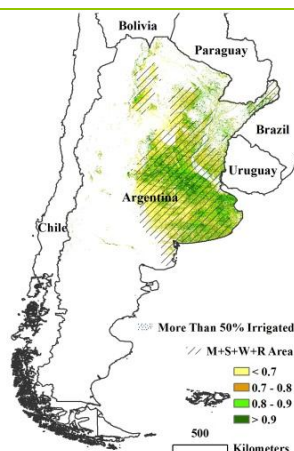 Bolivia
Paraguay
Brazil
Uruguay
Argentina
Chile
More Than 50% Irrigated
M+S+W+R Area
< 0.7
0.7 - 0.8
0.8 - 0.9
> 0.9
500
Kilometers